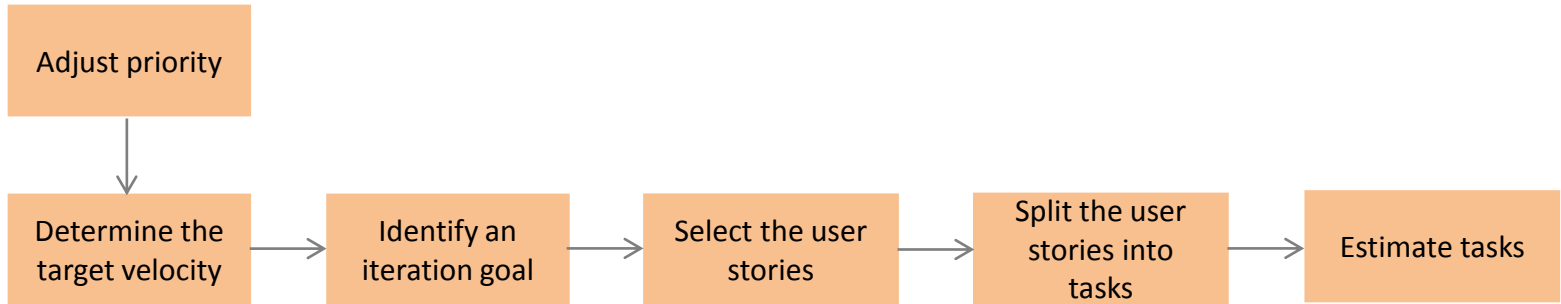 Adjust priority
Determine the
target velocity
Identify an
iteration goal
Select the user
stories
Split the user
stories into
tasks
Estimate tasks